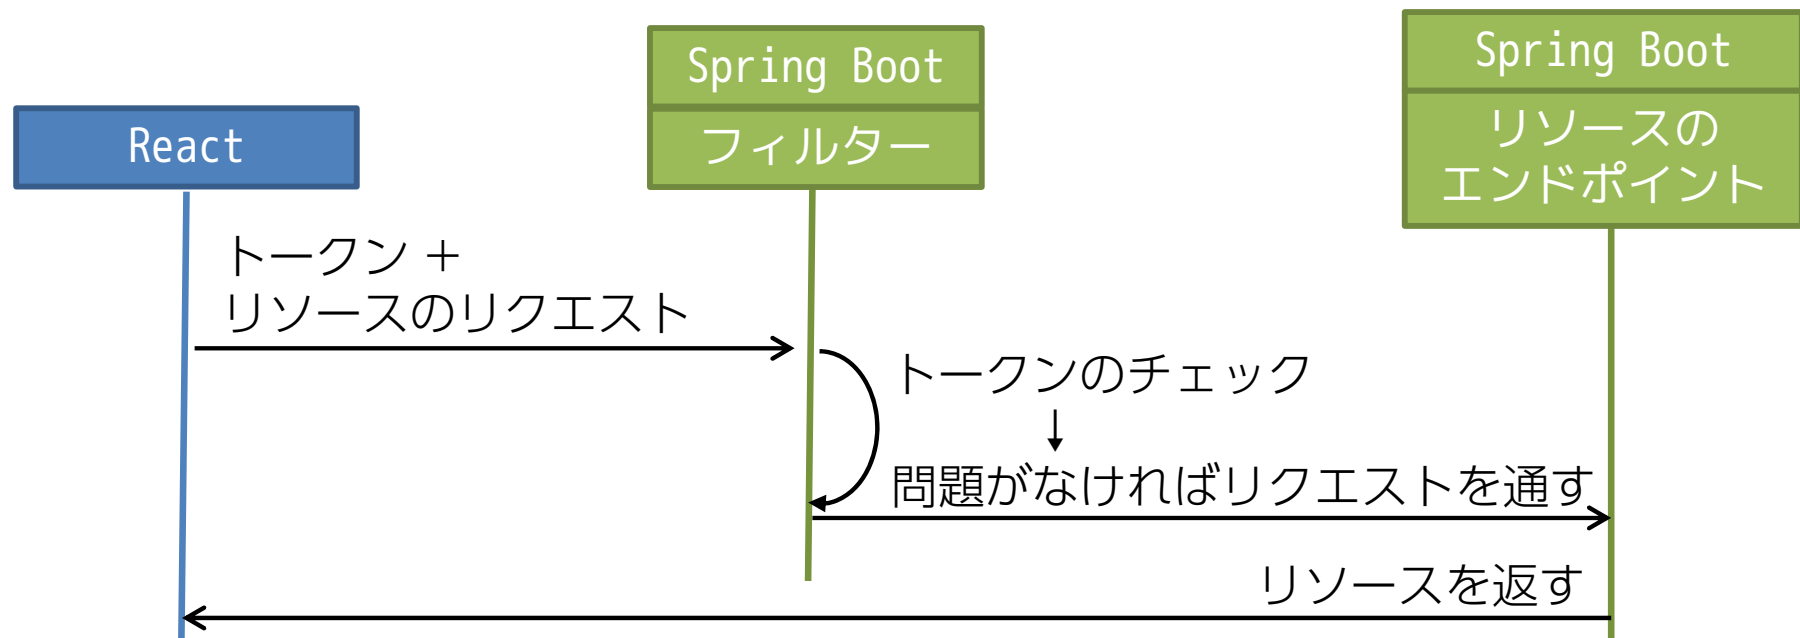 React
Spring Boot
フィルター
Spring Boot
リソースの
エンドポイント
トークン +
リソースのリクエスト
トークンのチェック
問題がなければリクエストを通す
リソースを返す